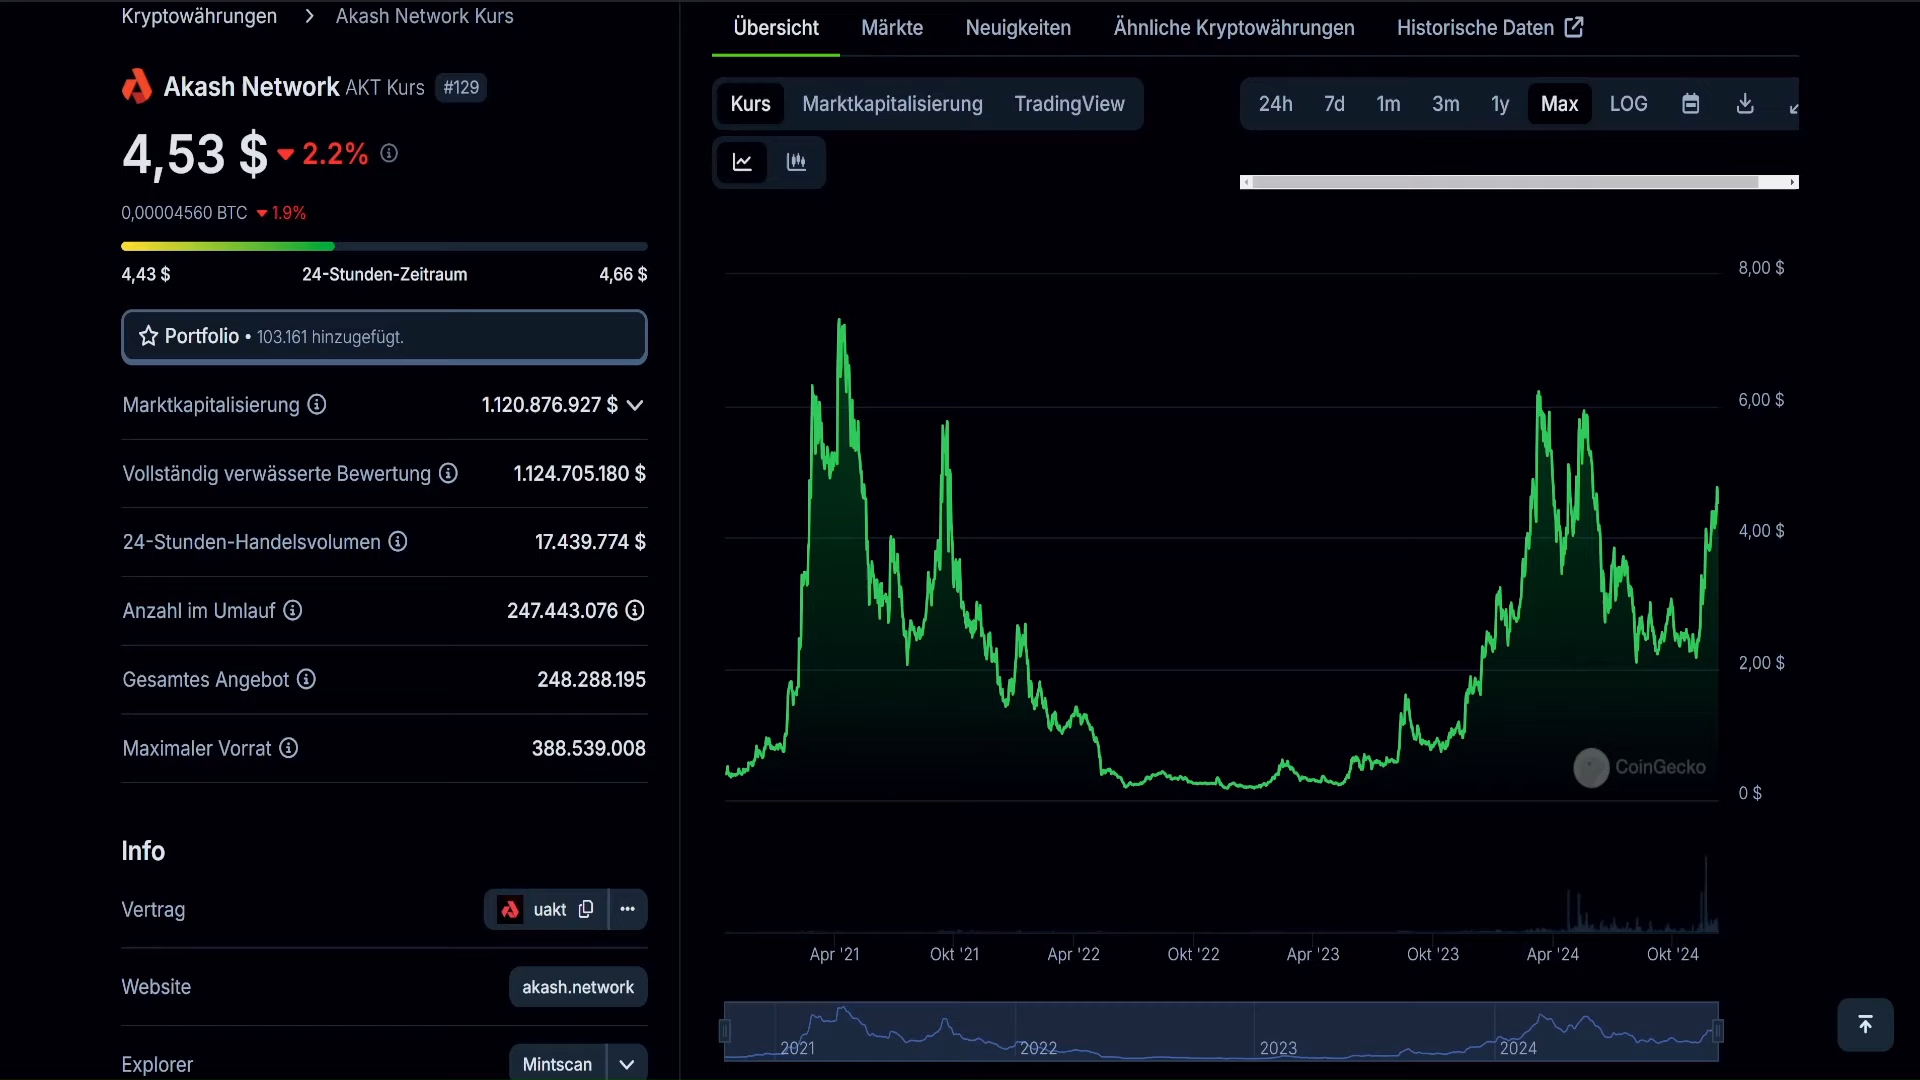 Kryptowährungen > Akash Network Kurs
Akash Network AKT Kurs #129
4,53 $ 2.2%
0,00004560 BTC 1.9%
4,43 $ 24-Stunden-Zeitraum 4,66 $
Portfolio • 103.161 hinzugefügt.
Marktkapitalisierung 1.120.876.927 $
Vollständig verwässerte Bewertung 1.124.705.180 $
24-Stunden-Handelsvolumen 17.439.774 $
Anzahl im Umlauf 247.443.076
Gesamtes Angebot 248.288.195
Maximaler Vorrat 388.539.008
Info
Vertrag uakt
Website akash.network
Explorer Mintscan
Übersicht Märkte Neuigkeiten Ähnliche Kryptowährungen Historische Daten
Kurs Marktkapitalisierung TradingView
24h 7d 1m 3m 1y Max LOG
8,00 $
6,00 $
4,00 $
2,00 $
0 $
CoinGecko
Apr '21 Okt '21 Apr '22 Okt '22 Apr '23 Okt '23 Apr '24 Okt '24
2021 2022 2023 2024